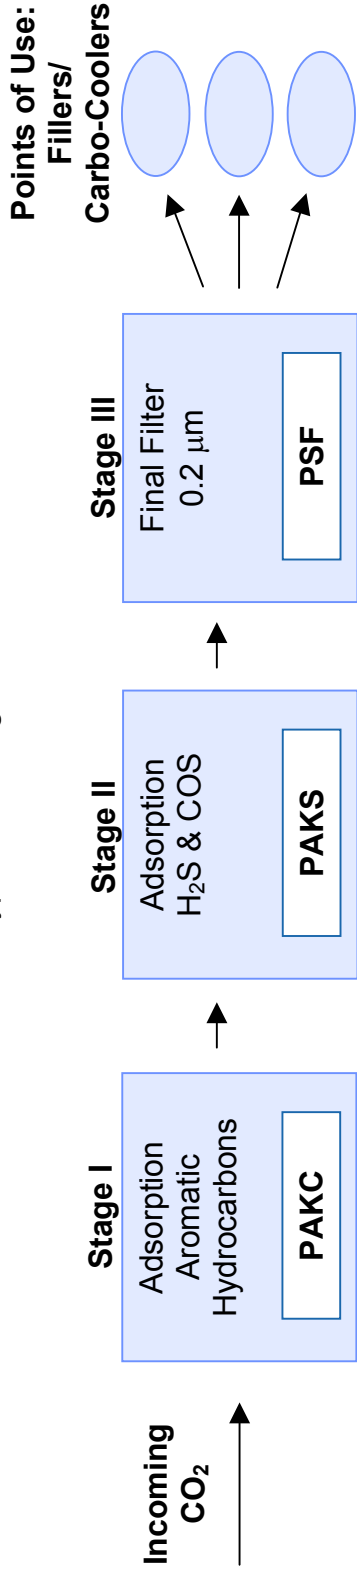 Incoming
CO₂
Stage I
Adsorption
Aromatic
Hydrocarbons
PAKC
Stage II
Adsorption
H₂S & COS
PAKS
Stage III
Final Filter
0.2 μm
PSF
Points of Use:
Fillers/
Carbo-Coolers